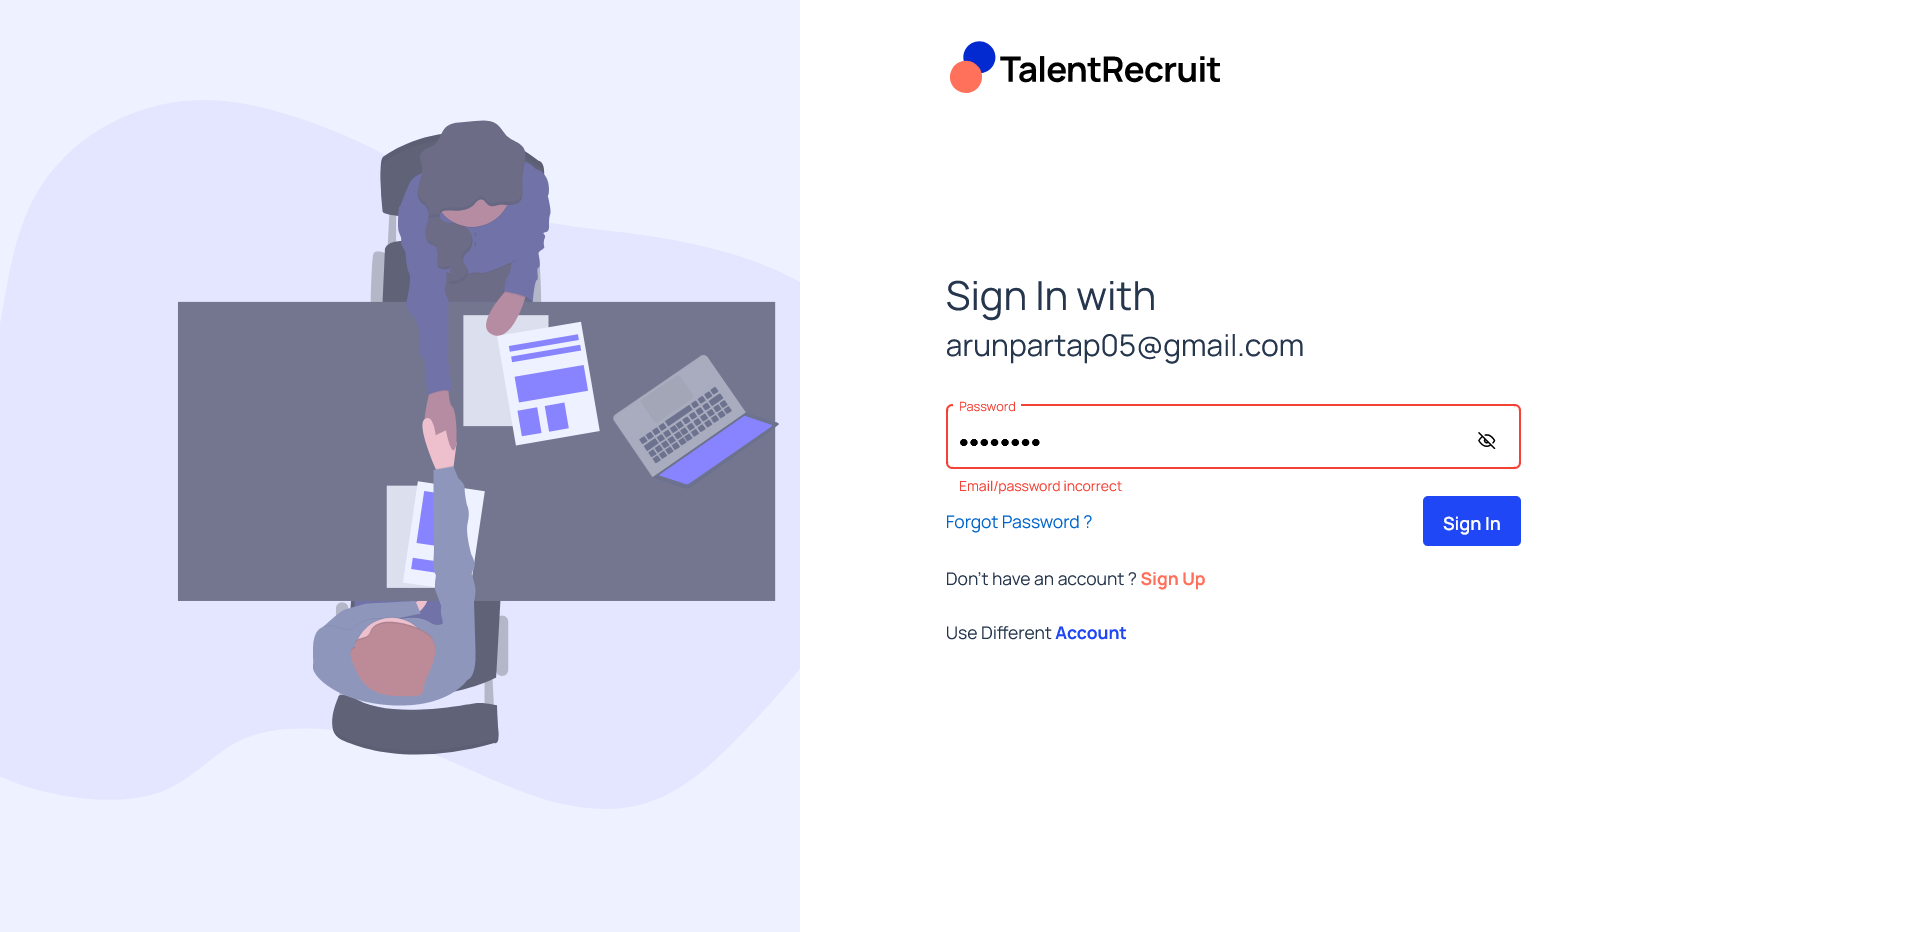 TalentRecruit
Sign In with
arunpartap05@gmail.com
Password
••••••••
Email/password incorrect
Forgot Password ?
Sign In
Don't have an account ? Sign Up
Use Different Account